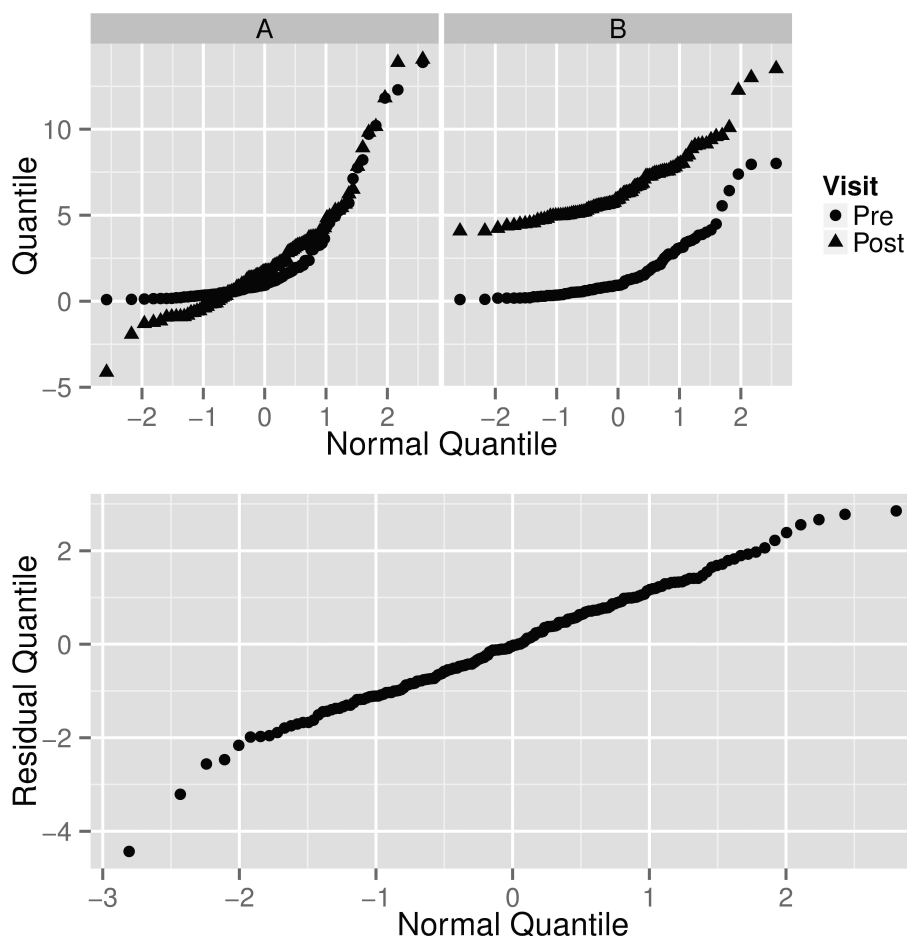 A B
10
5
0
−5
−2 −1 0 1 2 −2 −1 0 1 2
Quantile
Normal Quantile
Visit
Pre
Post
2
0
−2
−4
−3 −2 −1 0 1 2
Residual Quantile
Normal Quantile